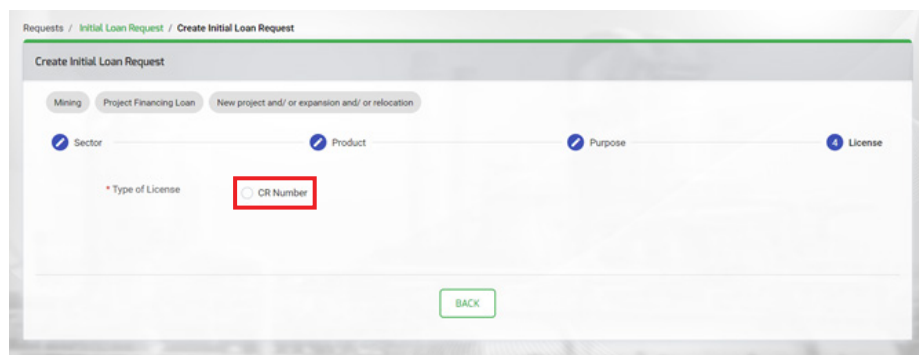 Requests / Initial Loan Request / Create Initial Loan Request
Create Initial Loan Request
Mining Project Financing Loan New project and/ or expansion and/ or relocation
Sector Product Purpose 4 License
* Type of License CR Number
BACK